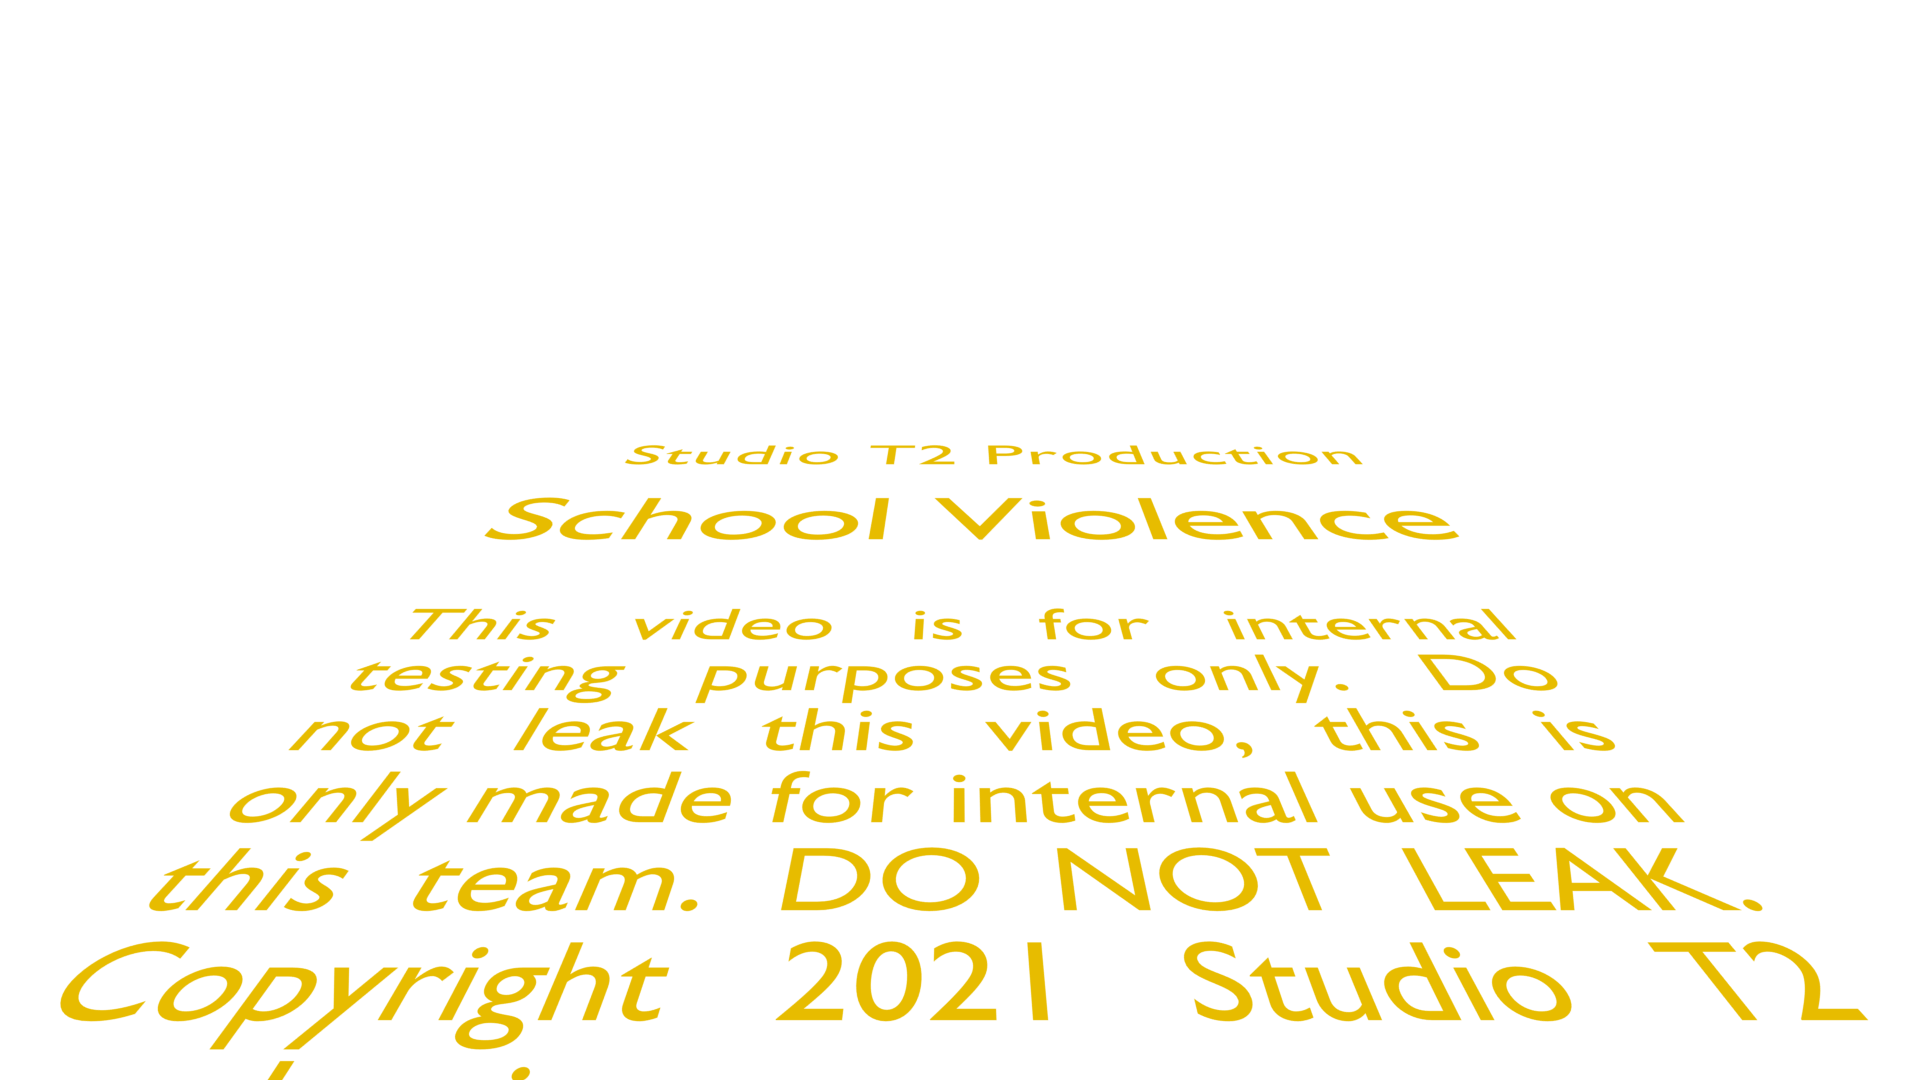 Studio T2 Production
School Violence
This video is for internal
testing purposes only. Do
not leak this video, this is
only made for internal use on
this team. DO NOT LEAK.
Copyright 2021 Studio T2